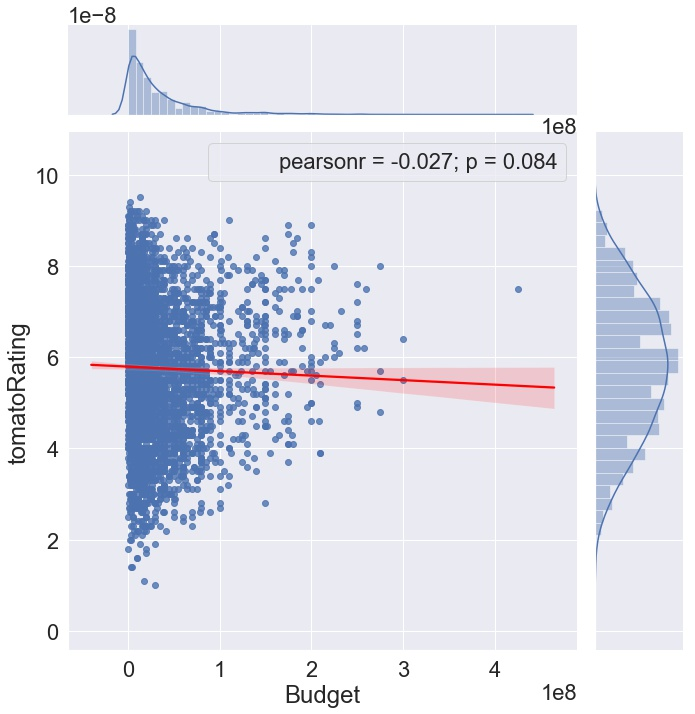 1e−8
1e8
pearsonr = -0.027; p = 0.084
10
8
6
4
2
0
tomatoRating
0 1 2 3 4
Budget
1e8